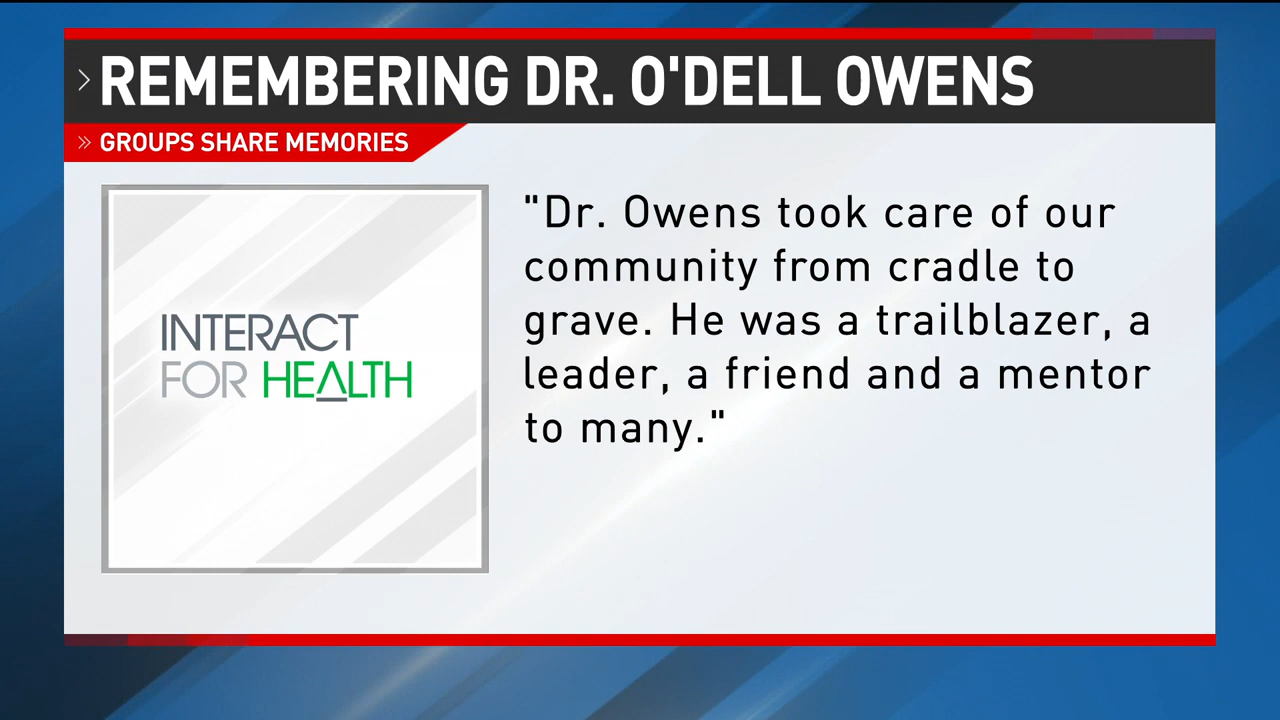 REMEMBERING DR. O'DELL OWENS
GROUPS SHARE MEMORIES
INTERACT
FOR HEALTH
"Dr. Owens took care of our
community from cradle to
grave. He was a trailblazer, a
leader, a friend and a mentor
to many."